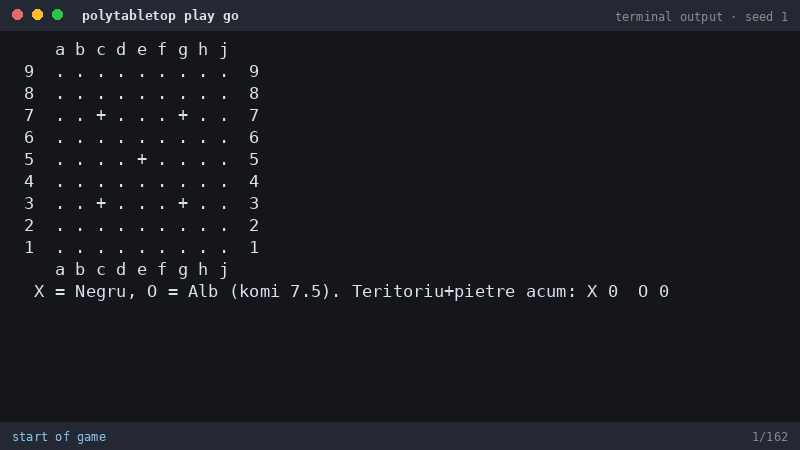 polytabletop play go
terminal output · seed 1
a b c d e f g h j
9 . . . . . . . . . 9
8 . . . . . . . . . 8
7 . . + . . . + . . 7
6 . . . . . . . . . 6
5 . . . . + . . . . 5
4 . . . . . . . . . 4
3 . . + . . . + . . 3
2 . . . . . . . . . 2
1 . . . . . . . . . 1
a b c d e f g h j
X = Negru, O = Alb (komi 7.5). Teritoriu+pietre acum: X 0  O 0
start of game
1/162